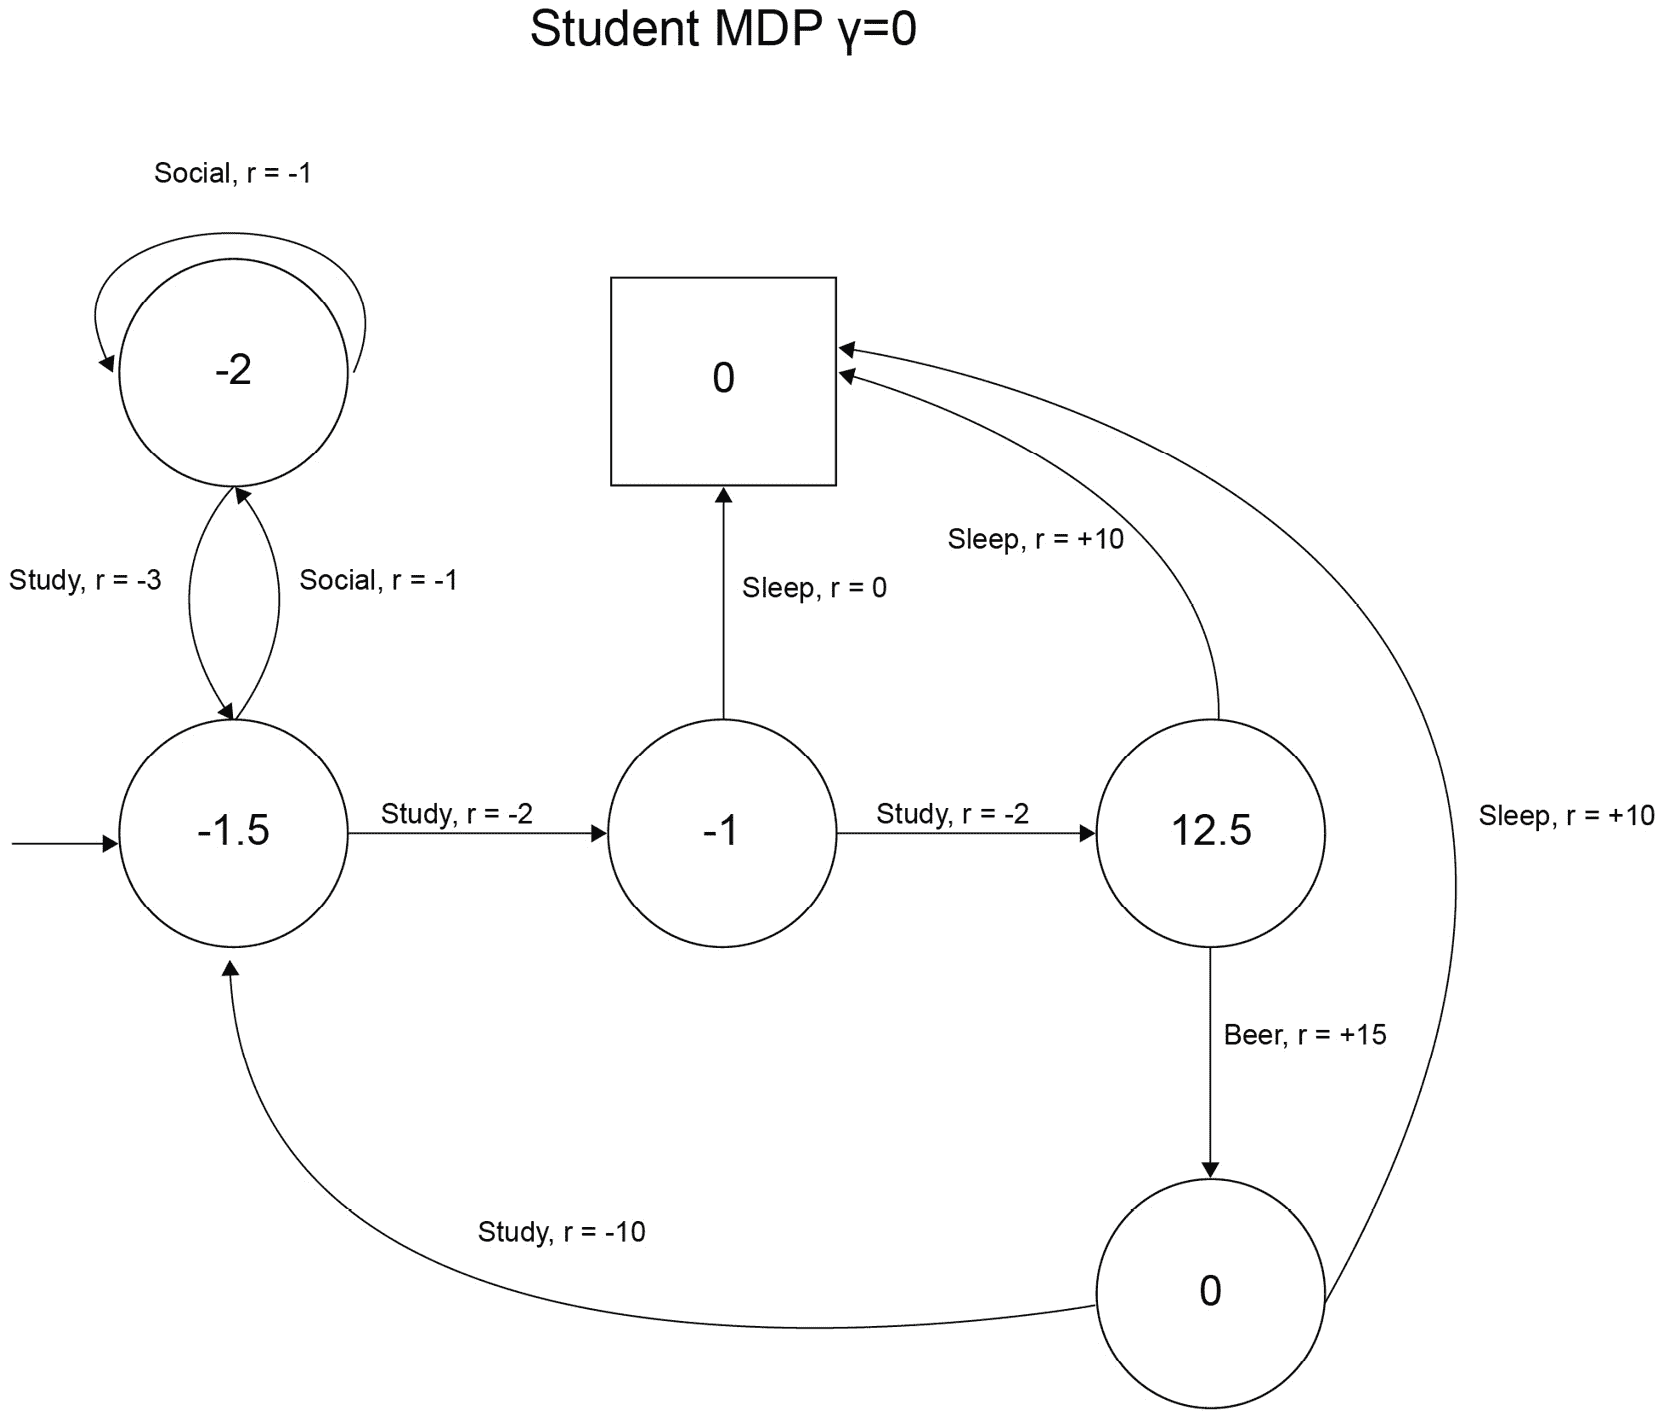 Student MDP γ=0
Social, r = -1
-2
0
Sleep, r = +10
Study, r = -3
Social, r = -1
Sleep, r = 0
-1.5
Study, r = -2
-1
Study, r = -2
12.5
Sleep, r = +10
Beer, r = +15
Study, r = -10
0